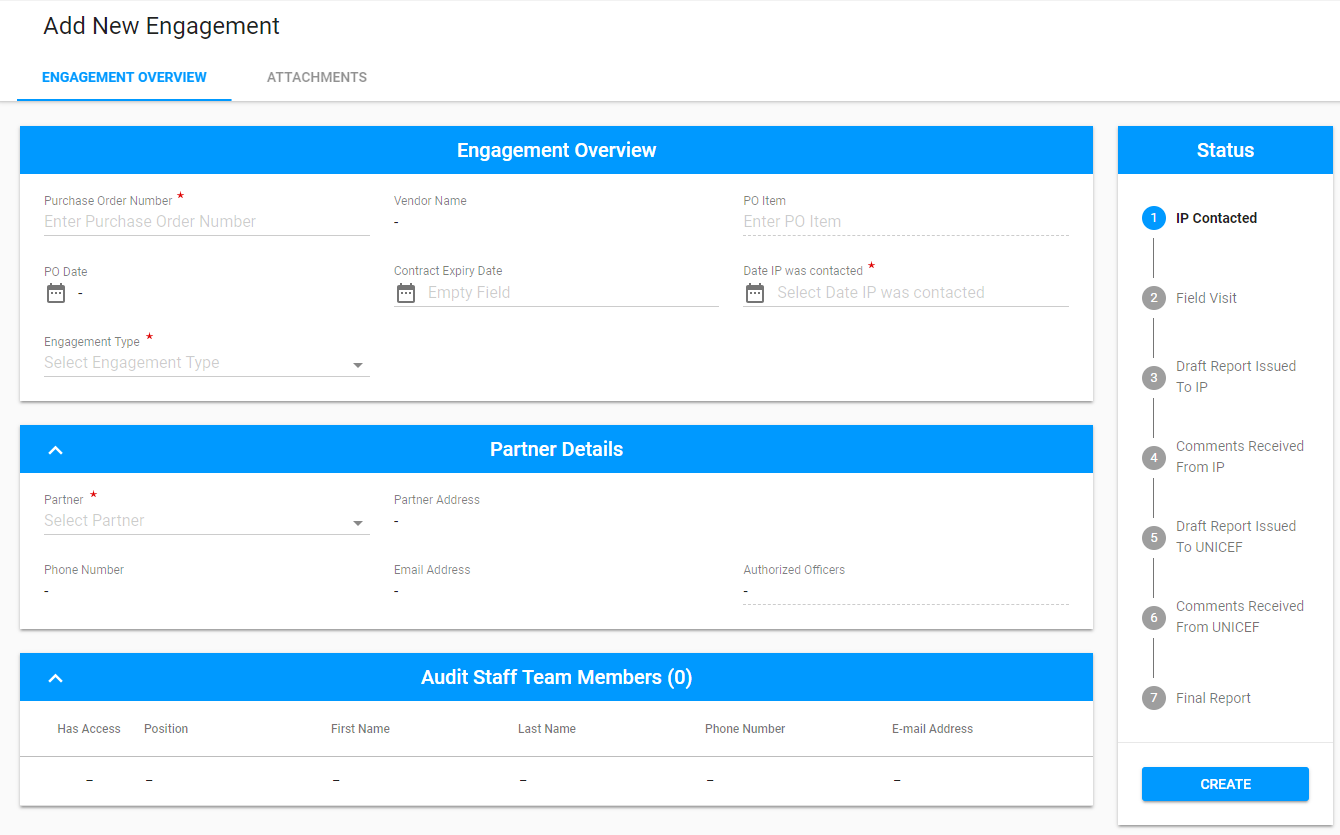 Add New Engagement
ENGAGEMENT OVERVIEW ATTACHMENTS
Engagement Overview
Purchase Order Number * Vendor Name PO Item
Enter Purchase Order Number - Enter PO Item
PO Date Contract Expiry Date Date IP was contacted *
- Empty Field Select Date IP was contacted
Engagement Type *
Select Engagement Type
Partner Details
Partner * Partner Address
Select Partner -
Phone Number Email Address Authorized Officers
- - -
Audit Staff Team Members (0)
Has Access Position First Name Last Name Phone Number E-mail Address
– – – – – –
Status
1 IP Contacted
2 Field Visit
3 Draft Report Issued
To IP
4 Comments Received
From IP
5 Draft Report Issued
To UNICEF
6 Comments Received
From UNICEF
7 Final Report
CREATE